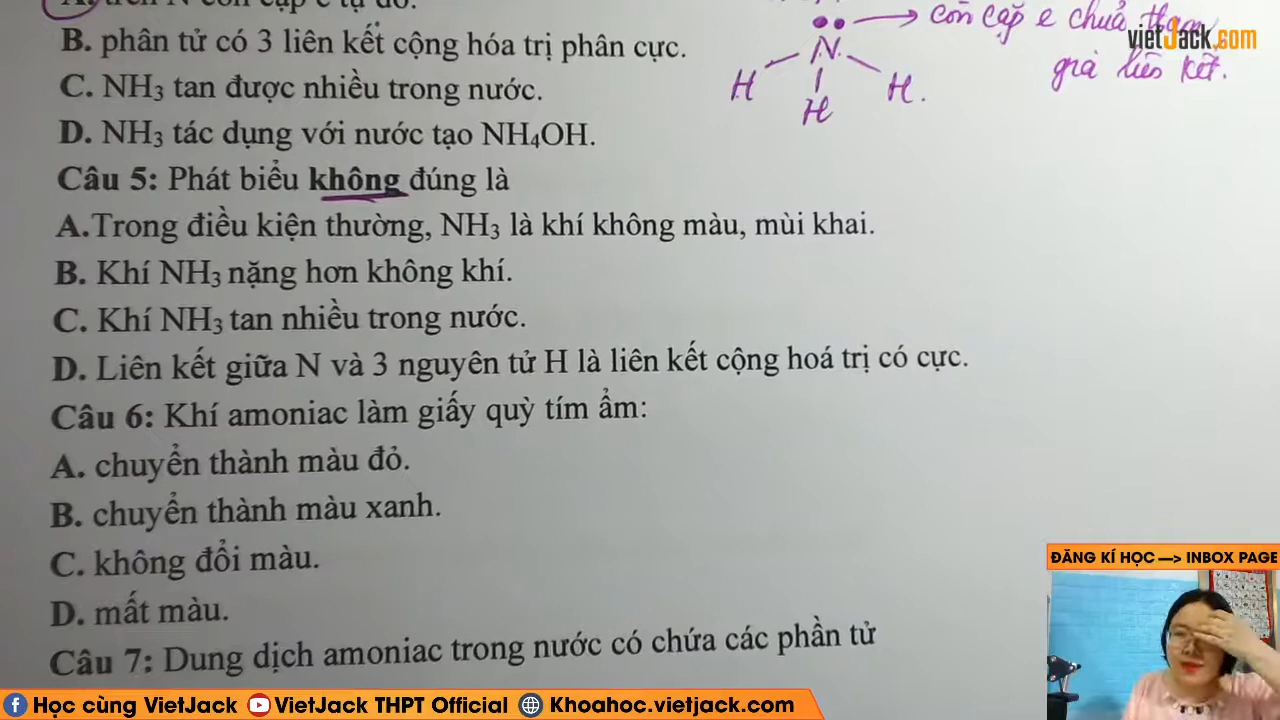 A. trên N còn cặp e tự do.
B. phân tử có 3 liên kết cộng hóa trị phân cực.
C. NH₃ tan được nhiều trong nước.
D. NH₃ tác dụng với nước tạo NH₄OH.
N
H H H.
còn cặp e chưa tham
gia liên kết.
vietJack.com
Câu 5: Phát biểu không đúng là
A.Trong điều kiện thường, NH₃ là khí không màu, mùi khai.
B. Khí NH₃ nặng hơn không khí.
C. Khí NH₃ tan nhiều trong nước.
D. Liên kết giữa N và 3 nguyên tử H là liên kết cộng hoá trị có cực.
Câu 6: Khí amoniac làm giấy quỳ tím ẩm:
A. chuyển thành màu đỏ.
B. chuyển thành màu xanh.
C. không đổi màu.
D. mất màu.
Câu 7: Dung dịch amoniac trong nước có chứa các phần tử
ĐĂNG KÍ HỌC —> INBOX PAGE
Học cùng VietJack VietJack THPT Official Khoahoc.vietjack.com